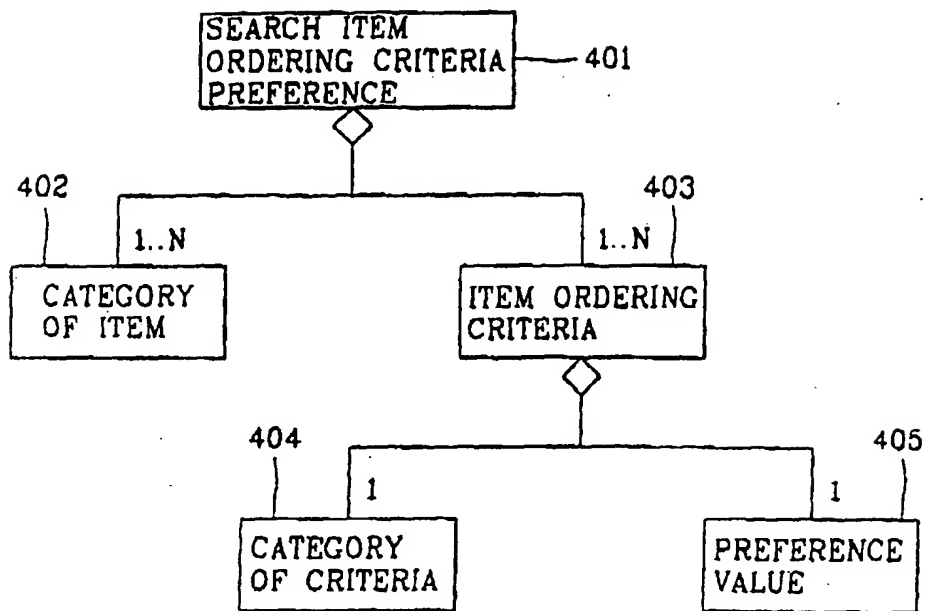 SEARCH ITEM
ORDERING CRITERIA
PREFERENCE
401
402
403
1..N
1..N
CATEGORY
OF ITEM
ITEM ORDERING
CRITERIA
404
405
1
1
CATEGORY
OF CRITERIA
PREFERENCE
VALUE